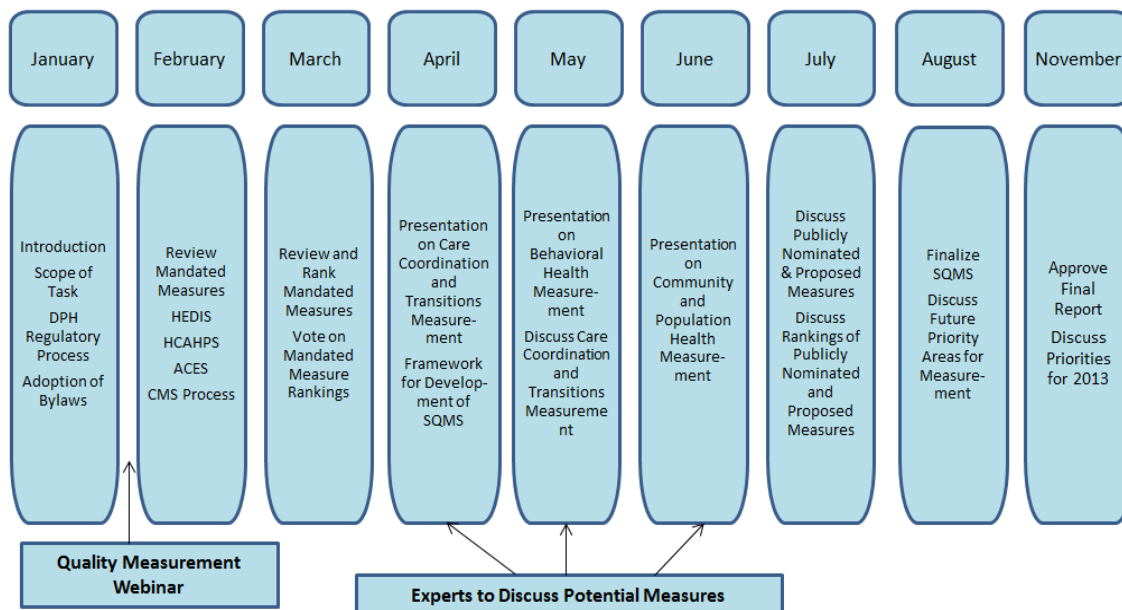 January
February
March
April
May
June
July
August
November
Introduction
Scope of
Task
DPH
Regulatory
Process
Adoption of
Bylaws
Review
Mandated
Measures
HEDIS
HCAHPS
ACES
CMS Process
Review and
Rank
Mandated
Measures
Vote on
Mandated
Measure
Rankings
Presentation
on Care
Coordination
and
Transitions
Measure-
ment
Framework
for Develop-
ment of
SQMS
Presentation
on
Behavioral
Health
Measure-
ment
Discuss Care
Coordination
and
Transitions
Measureme
nt
Presentation
on
Community
and
Population
Health
Measure-
ment
Discuss
Publicly
Nominated
& Proposed
Measures
Discuss
Rankings of
Publicly
Nominated
and
Proposed
Measures
Finalize
SQMS
Discuss
Future
Priority
Areas for
Measure-
ment
Approve
Final
Report
Discuss
Priorities
for 2013
Quality Measurement
Webinar
Experts to Discuss Potential Measures